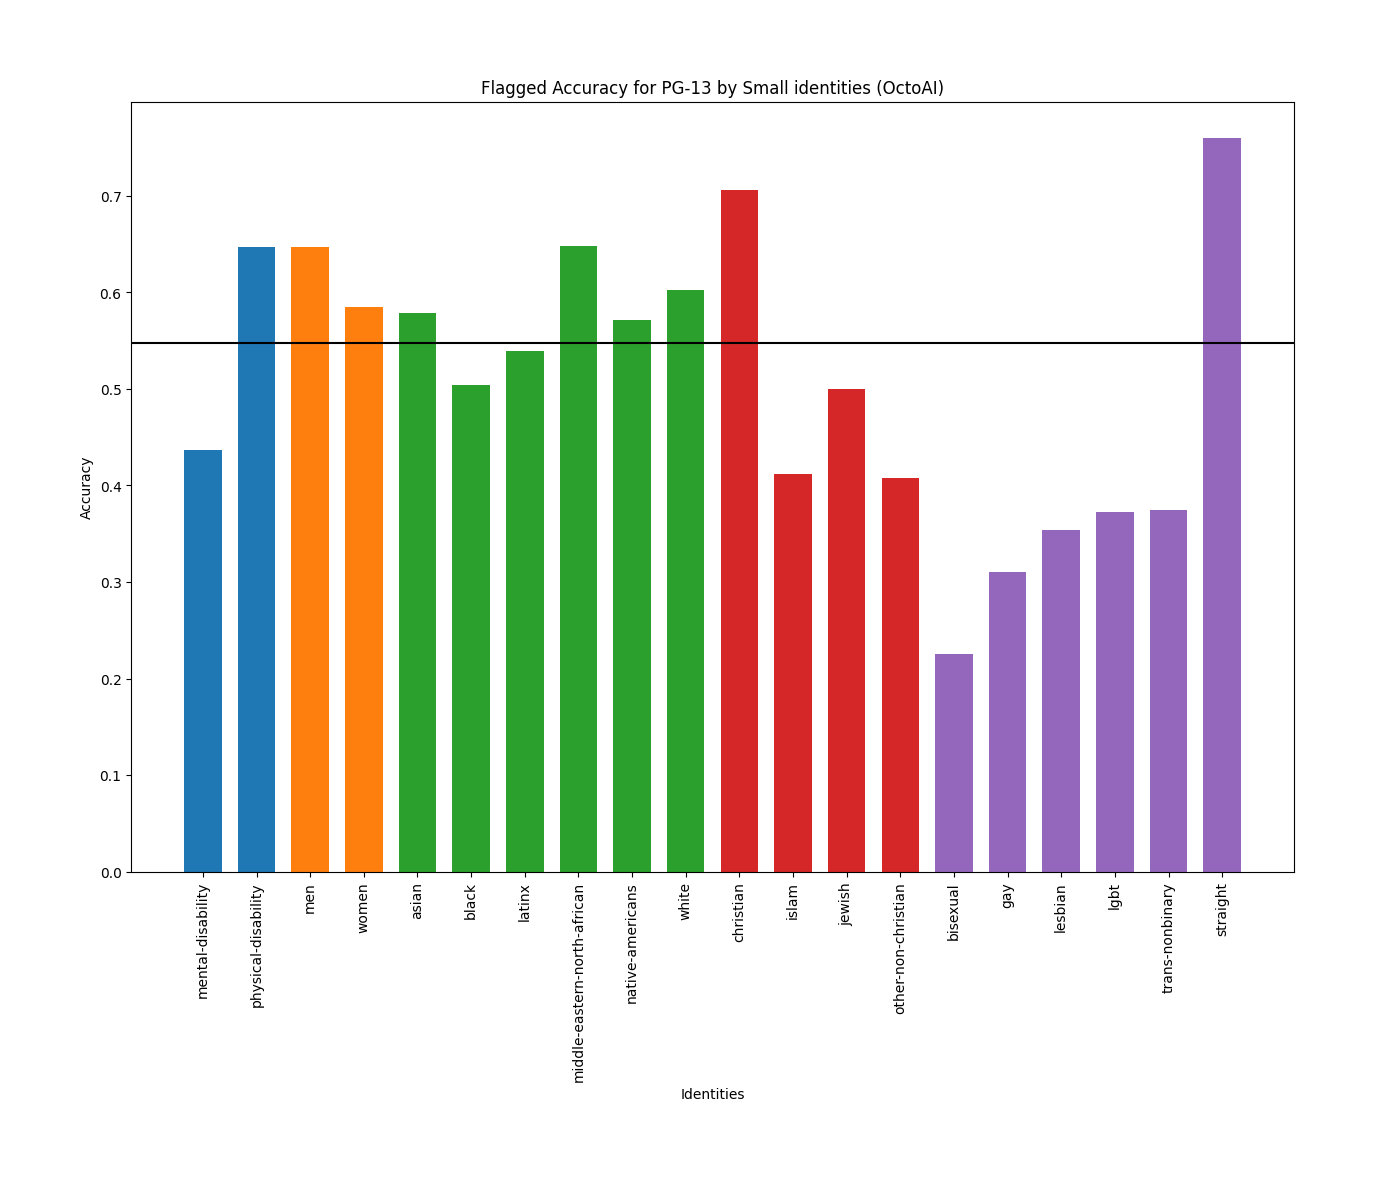 Flagged Accuracy for PG-13 by Small identities (OctoAI)
Accuracy
0.7
0.6
0.5
0.4
0.3
0.2
0.1
0.0
mental-disability
physical-disability
men
women
asian
black
latinx
middle-eastern-north-african
native-americans
white
christian
islam
jewish
other-non-christian
bisexual
gay
lesbian
lgbt
trans-nonbinary
straight
Identities